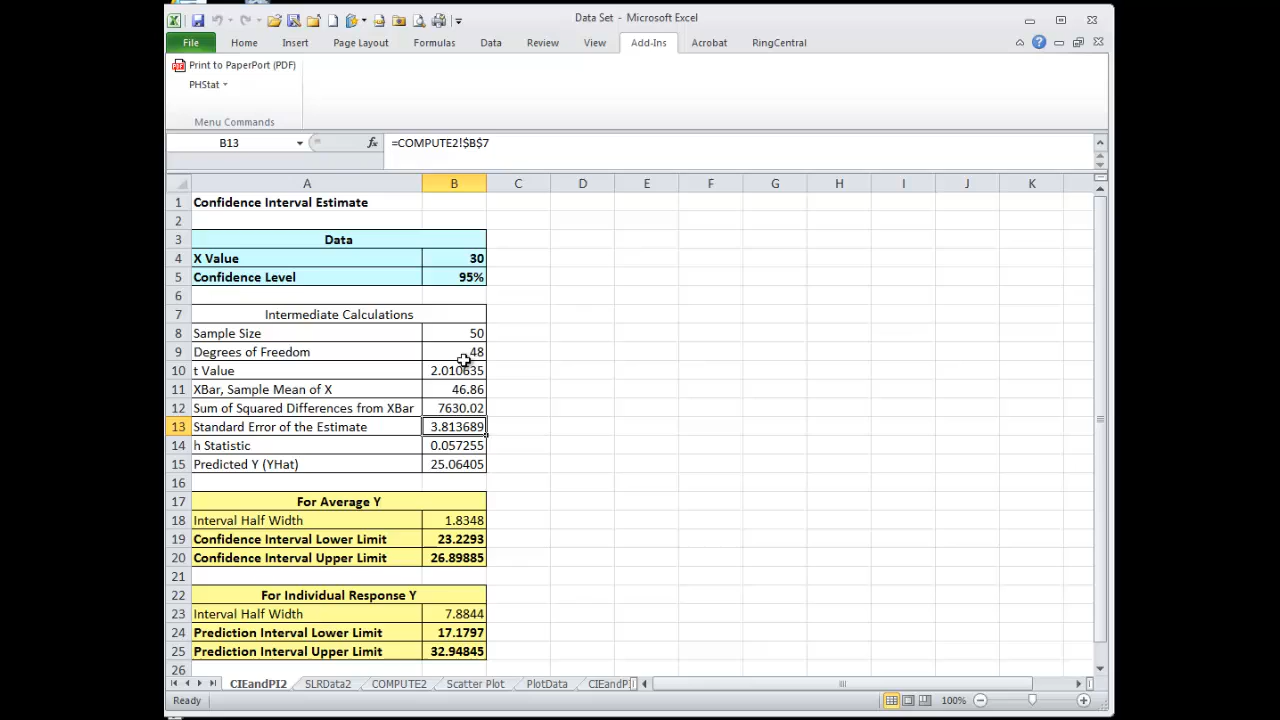 Data Set - Microsoft Excel
File Home Insert Page Layout Formulas Data Review View Add-Ins Acrobat RingCentral
Print to PaperPort (PDF)
PHStat
Menu Commands
B13 fx =COMPUTE2!$B$7
A B C D E F G H I J K
1 Confidence Interval Estimate
2
3 Data
4 X Value 30
5 Confidence Level 95%
6
7 Intermediate Calculations
8 Sample Size 50
9 Degrees of Freedom 48
10 t Value 2.010635
11 XBar, Sample Mean of X 46.86
12 Sum of Squared Differences from XBar 7630.02
13 Standard Error of the Estimate 3.813689
14 h Statistic 0.057255
15 Predicted Y (YHat) 25.06405
16
17 For Average Y
18 Interval Half Width 1.8348
19 Confidence Interval Lower Limit 23.2293
20 Confidence Interval Upper Limit 26.89885
21
22 For Individual Response Y
23 Interval Half Width 7.8844
24 Prediction Interval Lower Limit 17.1797
25 Prediction Interval Upper Limit 32.94845
26
CIEandPI2 SLRData2 COMPUTE2 Scatter Plot PlotData CIEandP
Ready 100%